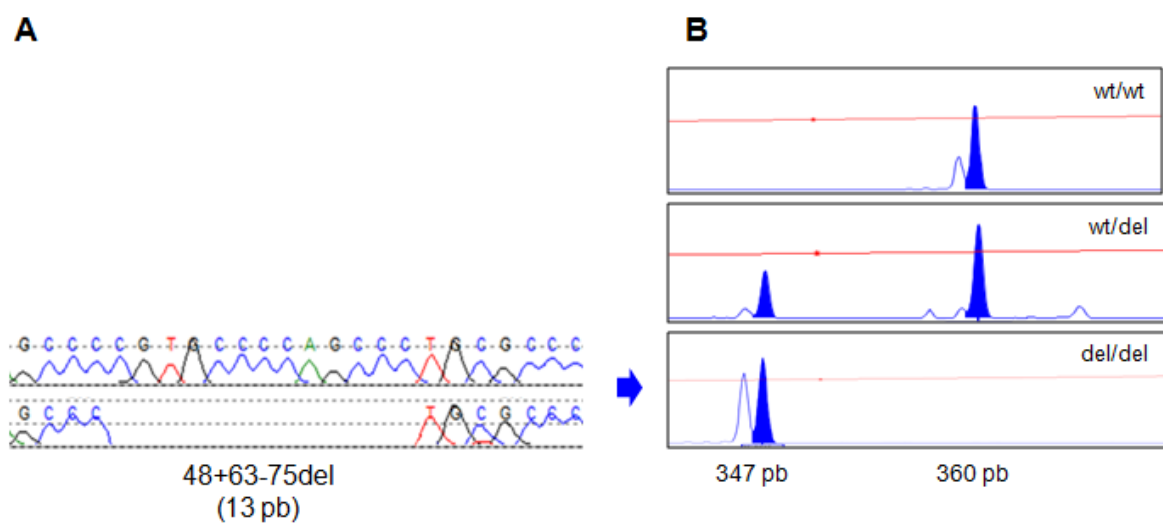 A
B
wt/wt
wt/del
del/del
G C C C C G T G C C C C A G C C C T G C G C C C
G C C C T G C G C C C
48+63-75del
(13 pb)
347 pb 360 pb